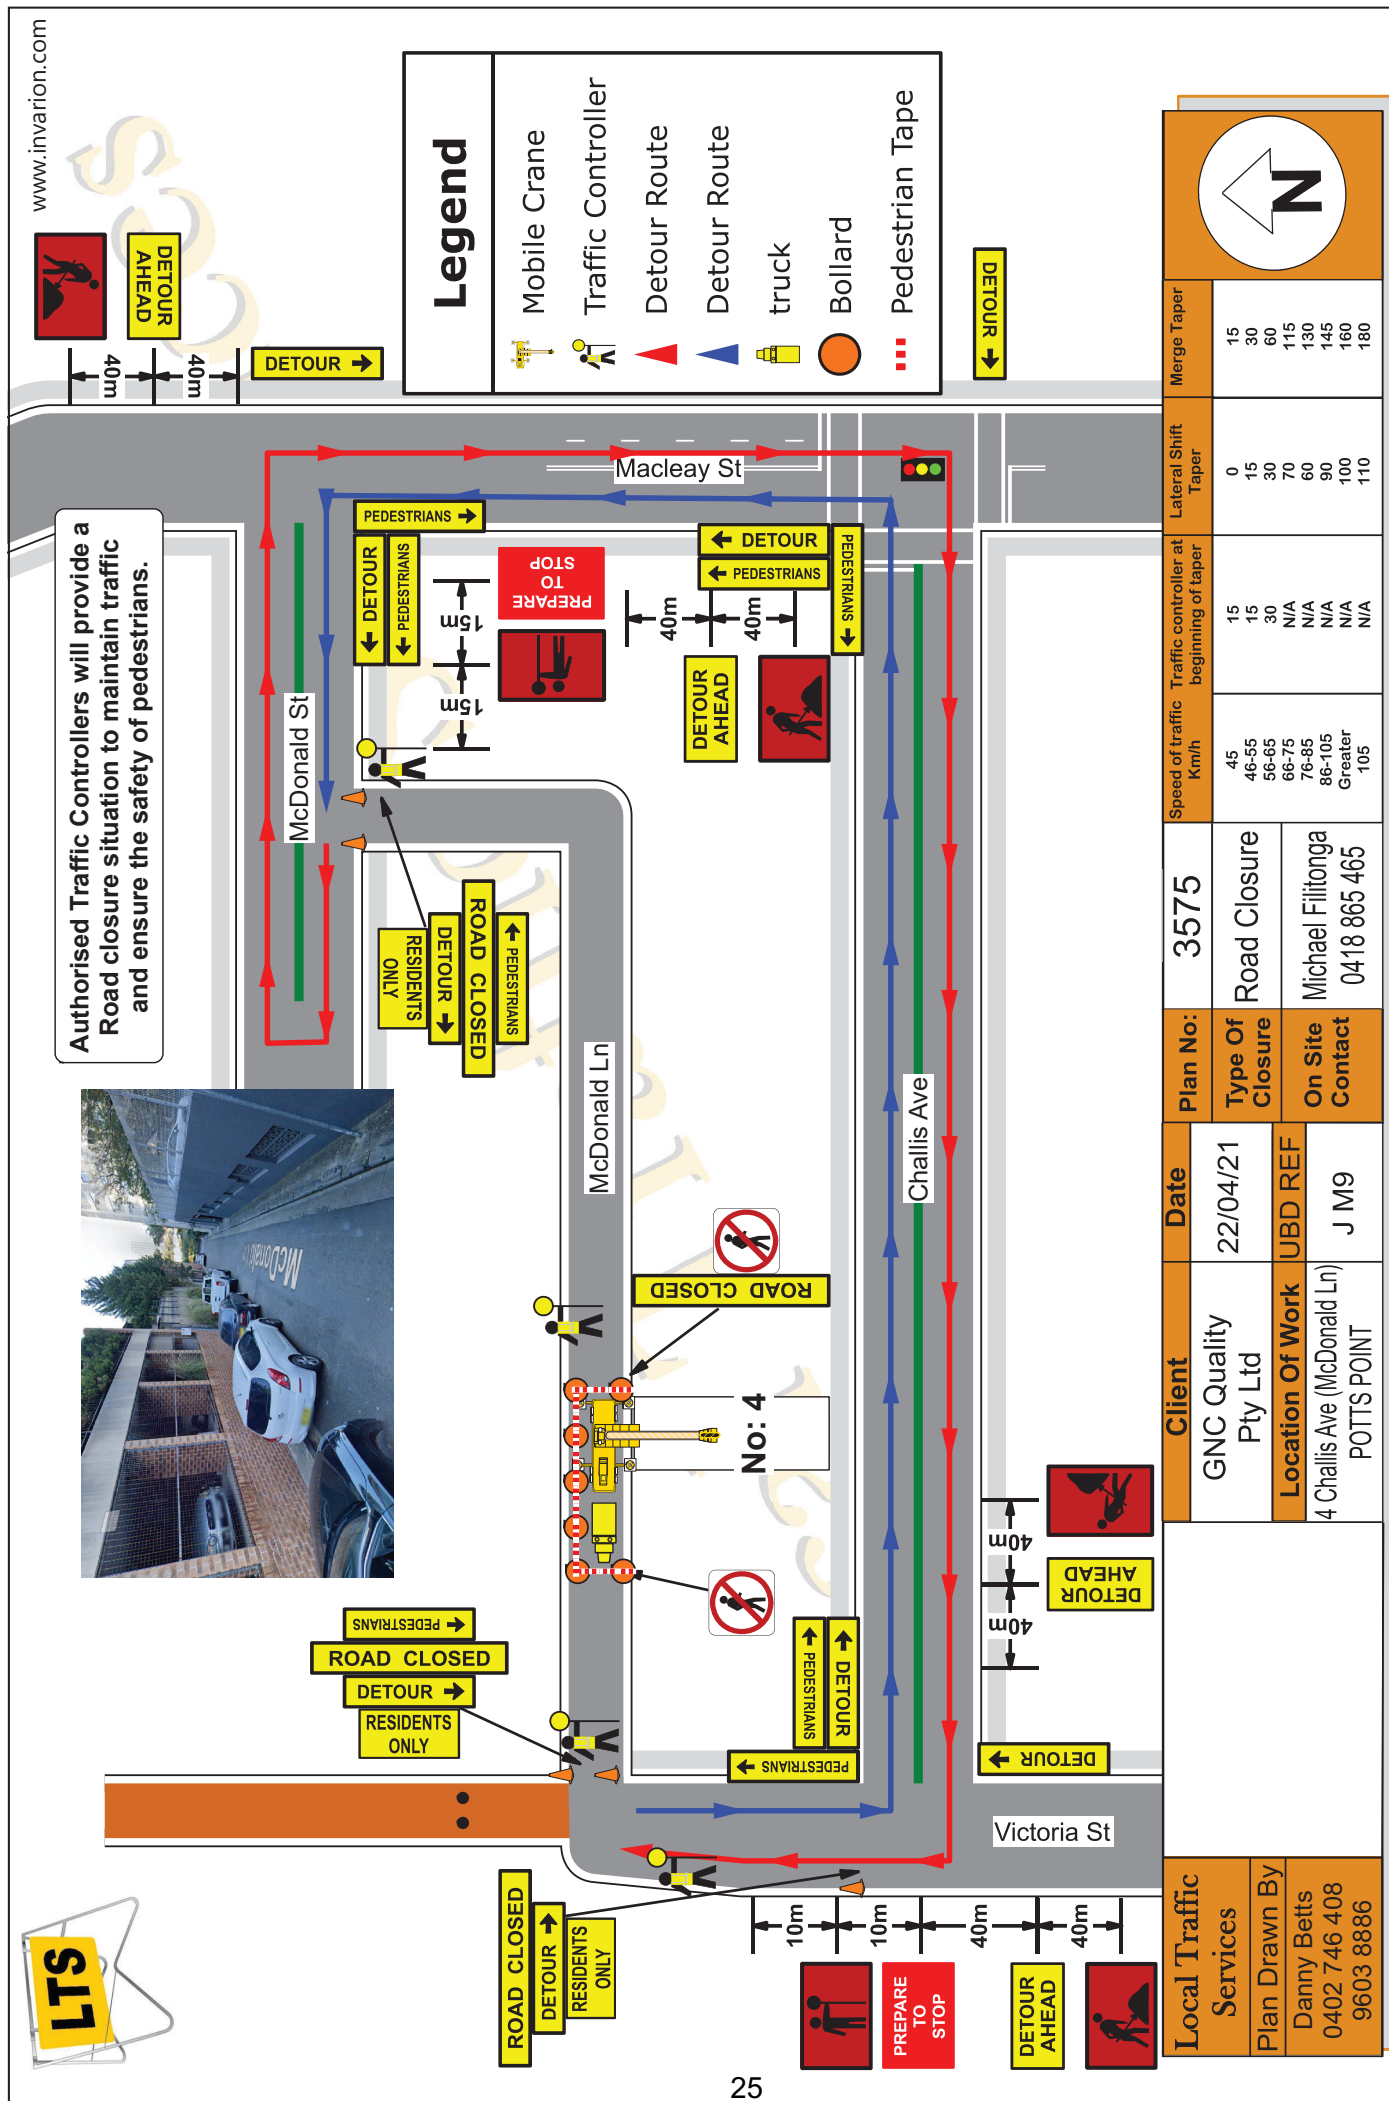 www.invarion.com
LTS
Authorised Traffic Controllers will provide a
Road closure situation to maintain traffic
and ensure the safety of pedestrians.
McDonald
DETOUR
AHEAD
40m
40m
DETOUR →
Legend
Mobile Crane
Traffic Controller
Detour Route
Detour Route
truck
Bollard
Pedestrian Tape
McDonald St
Macleay St
PEDESTRIANS →
← DETOUR
← PEDESTRIANS
15m
15m
PREPARE
TO
STOP
← DETOUR
← PEDESTRIANS
40m
40m
DETOUR
AHEAD
PEDESTRIANS →
DETOUR →
RESIDENTS
ONLY
DETOUR →
ROAD CLOSED
← PEDESTRIANS
McDonald Ln
Challis Ave
ROAD CLOSED
No: 4
PEDESTRIANS →
ROAD CLOSED
DETOUR →
RESIDENTS
ONLY
← PEDESTRIANS
← DETOUR
PEDESTRIANS →
DETOUR →
40m
40m
DETOUR
AHEAD
Victoria St
ROAD CLOSED
DETOUR →
RESIDENTS
ONLY
10m
10m
40m
40m
PREPARE
TO
STOP
DETOUR
AHEAD
Local Traffic
Services
Plan Drawn By
Danny Betts
0402 746 408
9603 8886
Client
GNC Quality
Pty Ltd
Location Of Work
4 Challis Ave (McDonald Ln)
POTTS POINT
Date
22/04/21
UBD REF
J M9
Plan No:
3575
Type Of
Closure
Road Closure
On Site
Contact
Michael Filitonga
0418 865 465
Speed of traffic
Km/h
Traffic controller at
beginning of taper
Lateral Shift
Taper
Merge Taper
45 15 0 15
46-55 15 15 30
56-65 30 30 60
66-75 N/A 70 115
76-85 N/A 60 130
86-105 N/A 90 145
Greater N/A 100 160
105 N/A 110 180
N
25